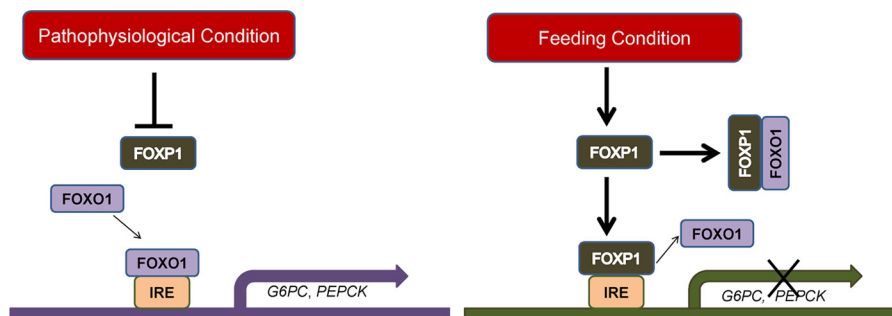 Pathophysiological Condition
FOXP1
FOXO1
FOXO1
IRE
G6PC, PEPCK
Feeding Condition
FOXP1
FOXP1
FOXO1
FOXP1
FOXO1
IRE
G6PC, PEPCK